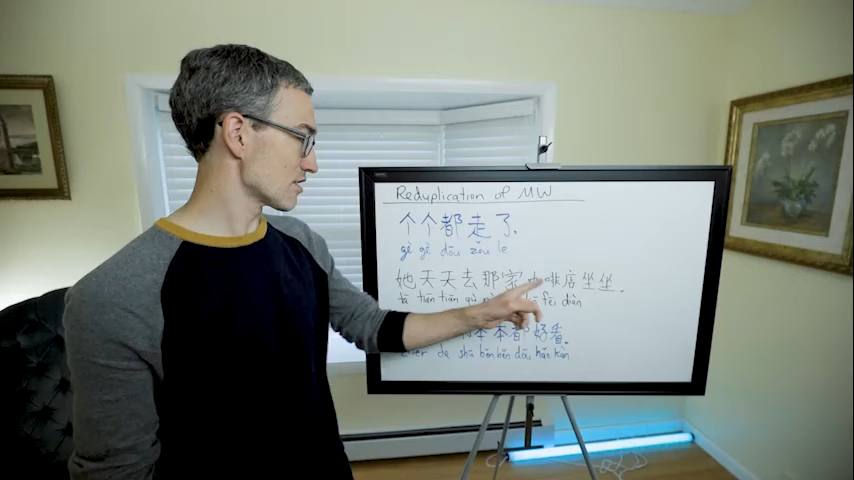 Reduplication of MW
个个都走了.
gè gè dōu zǒu le
她天天去那家咖啡店坐坐.
tā tiān tiān qù fēi diàn
本本都好看.
de shū běn běn dōu hǎo kàn